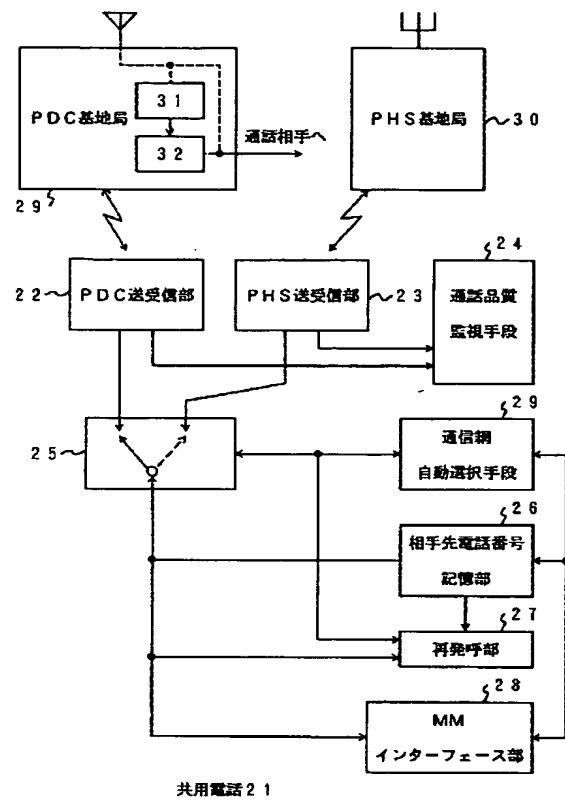 PDC基地局
31
32
通話相手へ
29
PHS基地局
30
22
PDC送受信部
PHS送受信部
23
24
通話品質
監視手段
25
29
通信網
自動選択手段
26
相手先電話番号
記憶部
27
再発呼部
28
MM
インターフェース部
共用電話21